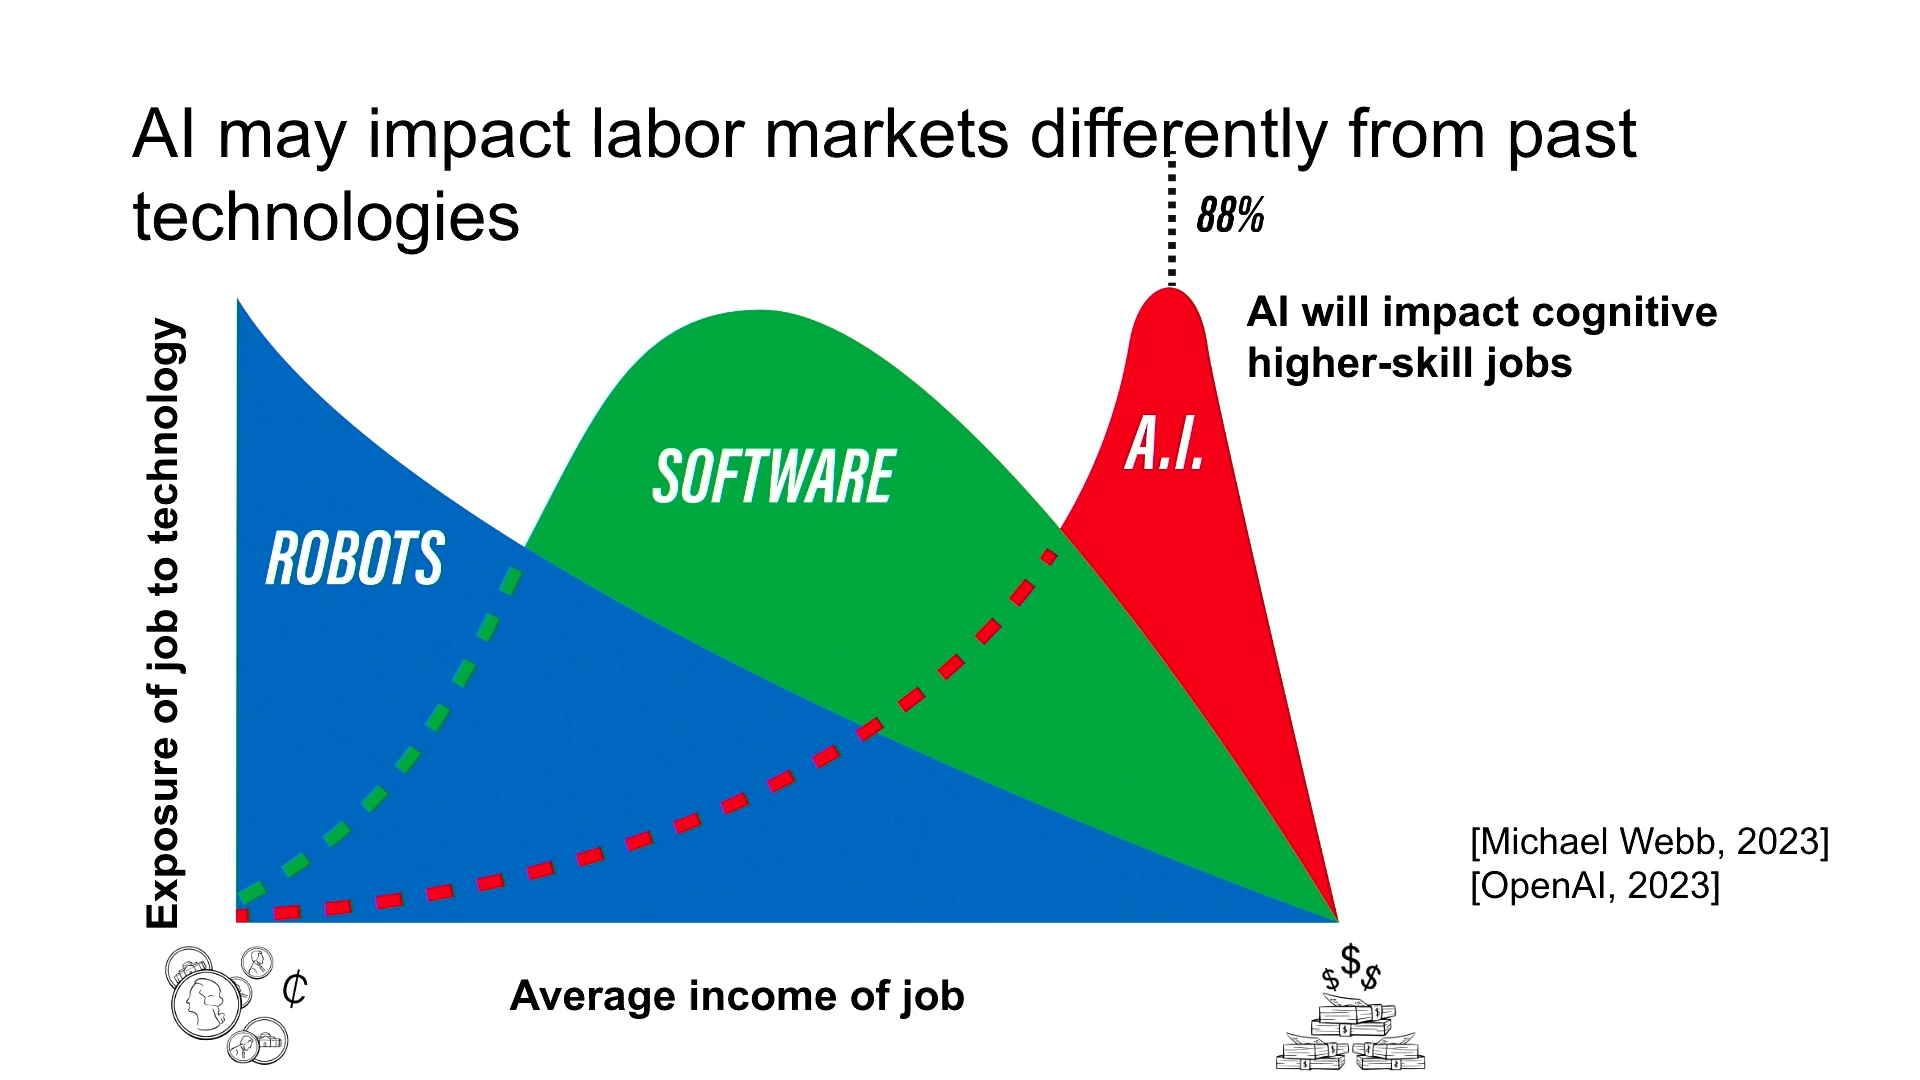 AI may impact labor markets differently from past
technologies
88%
AI will impact cognitive
higher-skill jobs
Exposure of job to technology
ROBOTS
SOFTWARE
A.I.
[Michael Webb, 2023]
[OpenAI, 2023]
¢
Average income of job
$ $ $
$
$ $
$ $